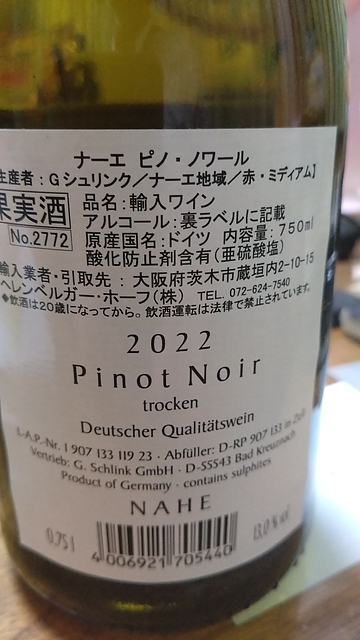 ナーエ ピノ・ノワール
生産者：Gシュリンク／ナーエ地域／赤・ミディアム】
果実酒
No.2772
品名：輸入ワイン
アルコール：裏ラベルに記載
原産国名：ドイツ 内容量：750ml
酸化防止剤含有（亜硫酸塩）
輸入業者・引取先：大阪府茨木市蔵垣内2-10-15
ヘレンベルガー・ホーフ(株) TEL. 072-624-7540
◆飲酒は20歳になってから。飲酒運転は法律で禁止されています。
2022
Pinot Noir
trocken
Deutscher Qualitätswein
L-A.P.-Nr. 1 907 133 119 23 · Abfüller: D-RP 907 133 in Zell
Vertrieb: G. Schlink GmbH · D-55543 Bad Kreuznach
Product of Germany · contains sulphites
NAHE
0,75 l
13,0 % vol
4 006921 705440